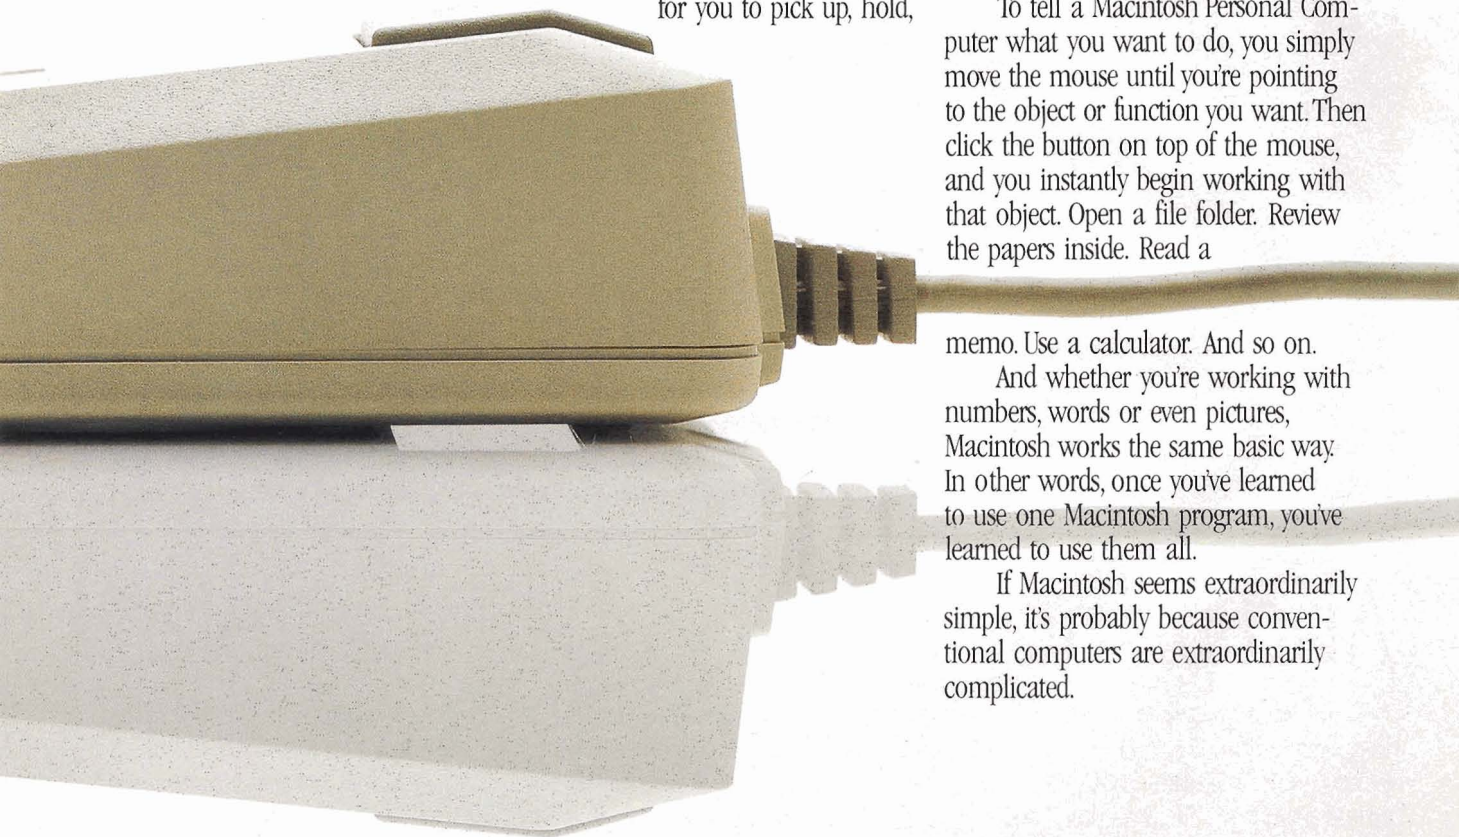 for you to pick up, hold,
To tell a Macintosh Personal Com-
puter what you want to do, you simply
move the mouse until you're pointing
to the object or function you want. Then
click the button on top of the mouse,
and you instantly begin working with
that object. Open a file folder. Review
the papers inside. Read a
memo. Use a calculator. And so on.
And whether you're working with
numbers, words or even pictures,
Macintosh works the same basic way.
In other words, once you've learned
to use one Macintosh program, you've
learned to use them all.
If Macintosh seems extraordinarily
simple, it's probably because conven-
tional computers are extraordinarily
complicated.